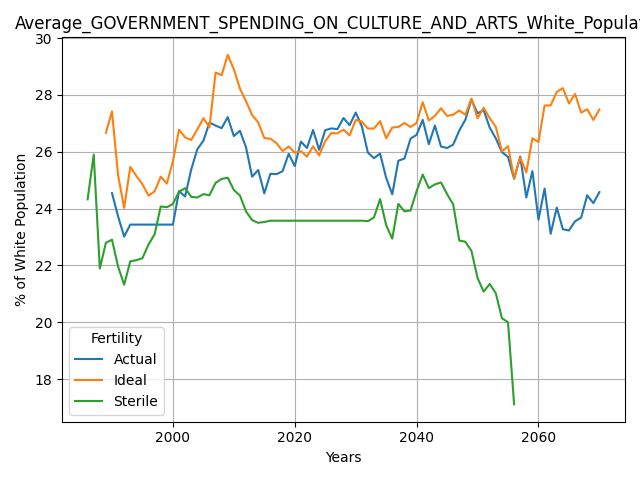 Average_GOVERNMENT_SPENDING_ON_CULTURE_AND_ARTS_White_Populat
30
28
26
24
22
20
18
% of White Population
Fertility
Actual
Ideal
Sterile
2000
2020
2040
2060
Years